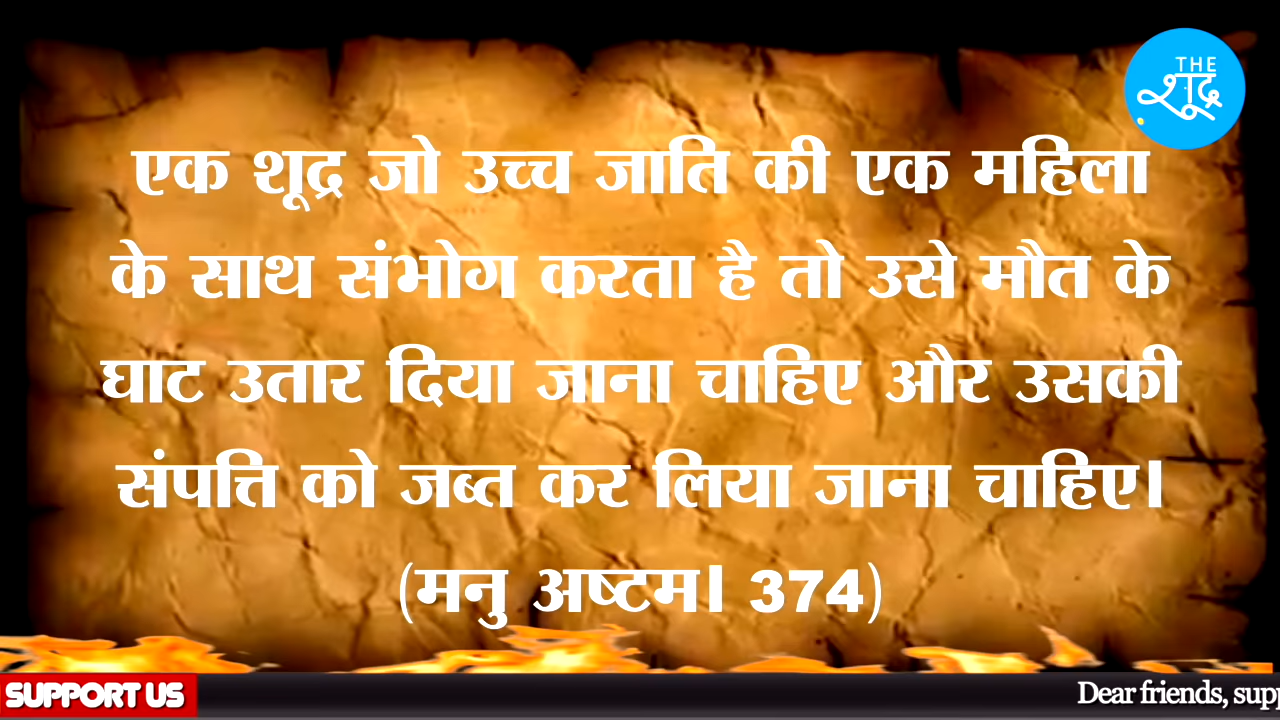 THE
शूद्र
एक शूद्र जो उच्च जाति की एक महिला
के साथ संभोग करता है तो उसे मौत के
घाट उतार दिया जाना चाहिए और उसकी
संपत्ति को जब्त कर लिया जाना चाहिए।
(मनु अष्टम। 374)
SUPPORT US
Dear friends,